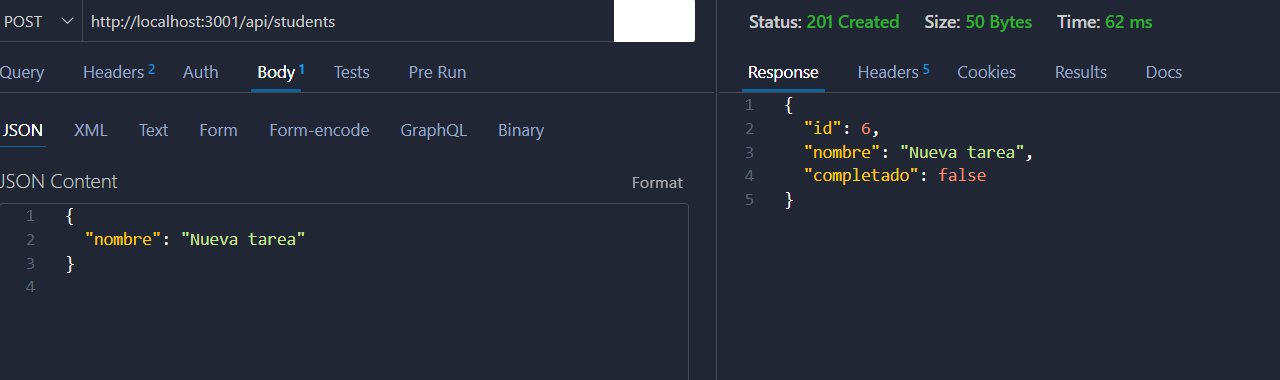 POST http://localhost:3001/api/students
Query Headers 2 Auth Body 1 Tests Pre Run
JSON XML Text Form Form-encode GraphQL Binary
JSON Content Format
1 {
2 "nombre": "Nueva tarea"
3 }
4
Status: 201 Created Size: 50 Bytes Time: 62 ms
Response Headers 5 Cookies Results Docs
1 {
2 "id": 6,
3 "nombre": "Nueva tarea",
4 "completado": false
5 }